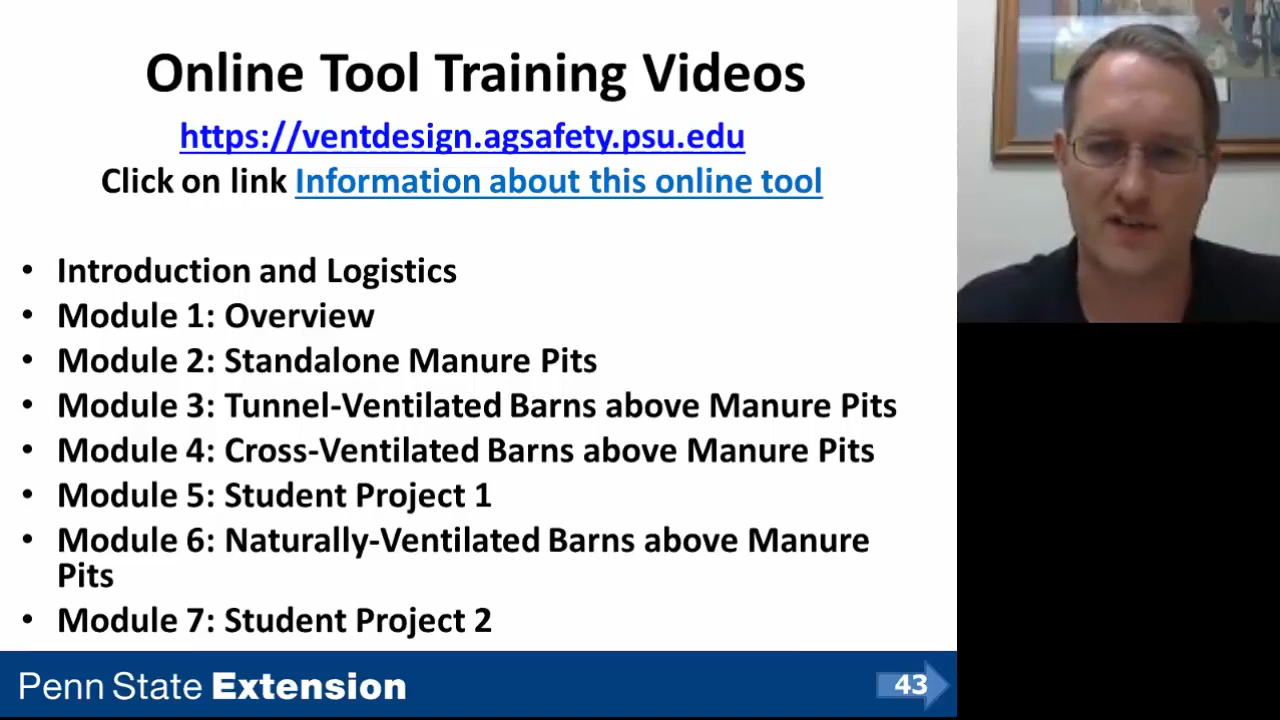 Online Tool Training Videos
https://ventdesign.agsafety.psu.edu
Click on link Information about this online tool
• Introduction and Logistics
• Module 1: Overview
• Module 2: Standalone Manure Pits
• Module 3: Tunnel-Ventilated Barns above Manure Pits
• Module 4: Cross-Ventilated Barns above Manure Pits
• Module 5: Student Project 1
• Module 6: Naturally-Ventilated Barns above Manure
Pits
• Module 7: Student Project 2
Penn State Extension
43